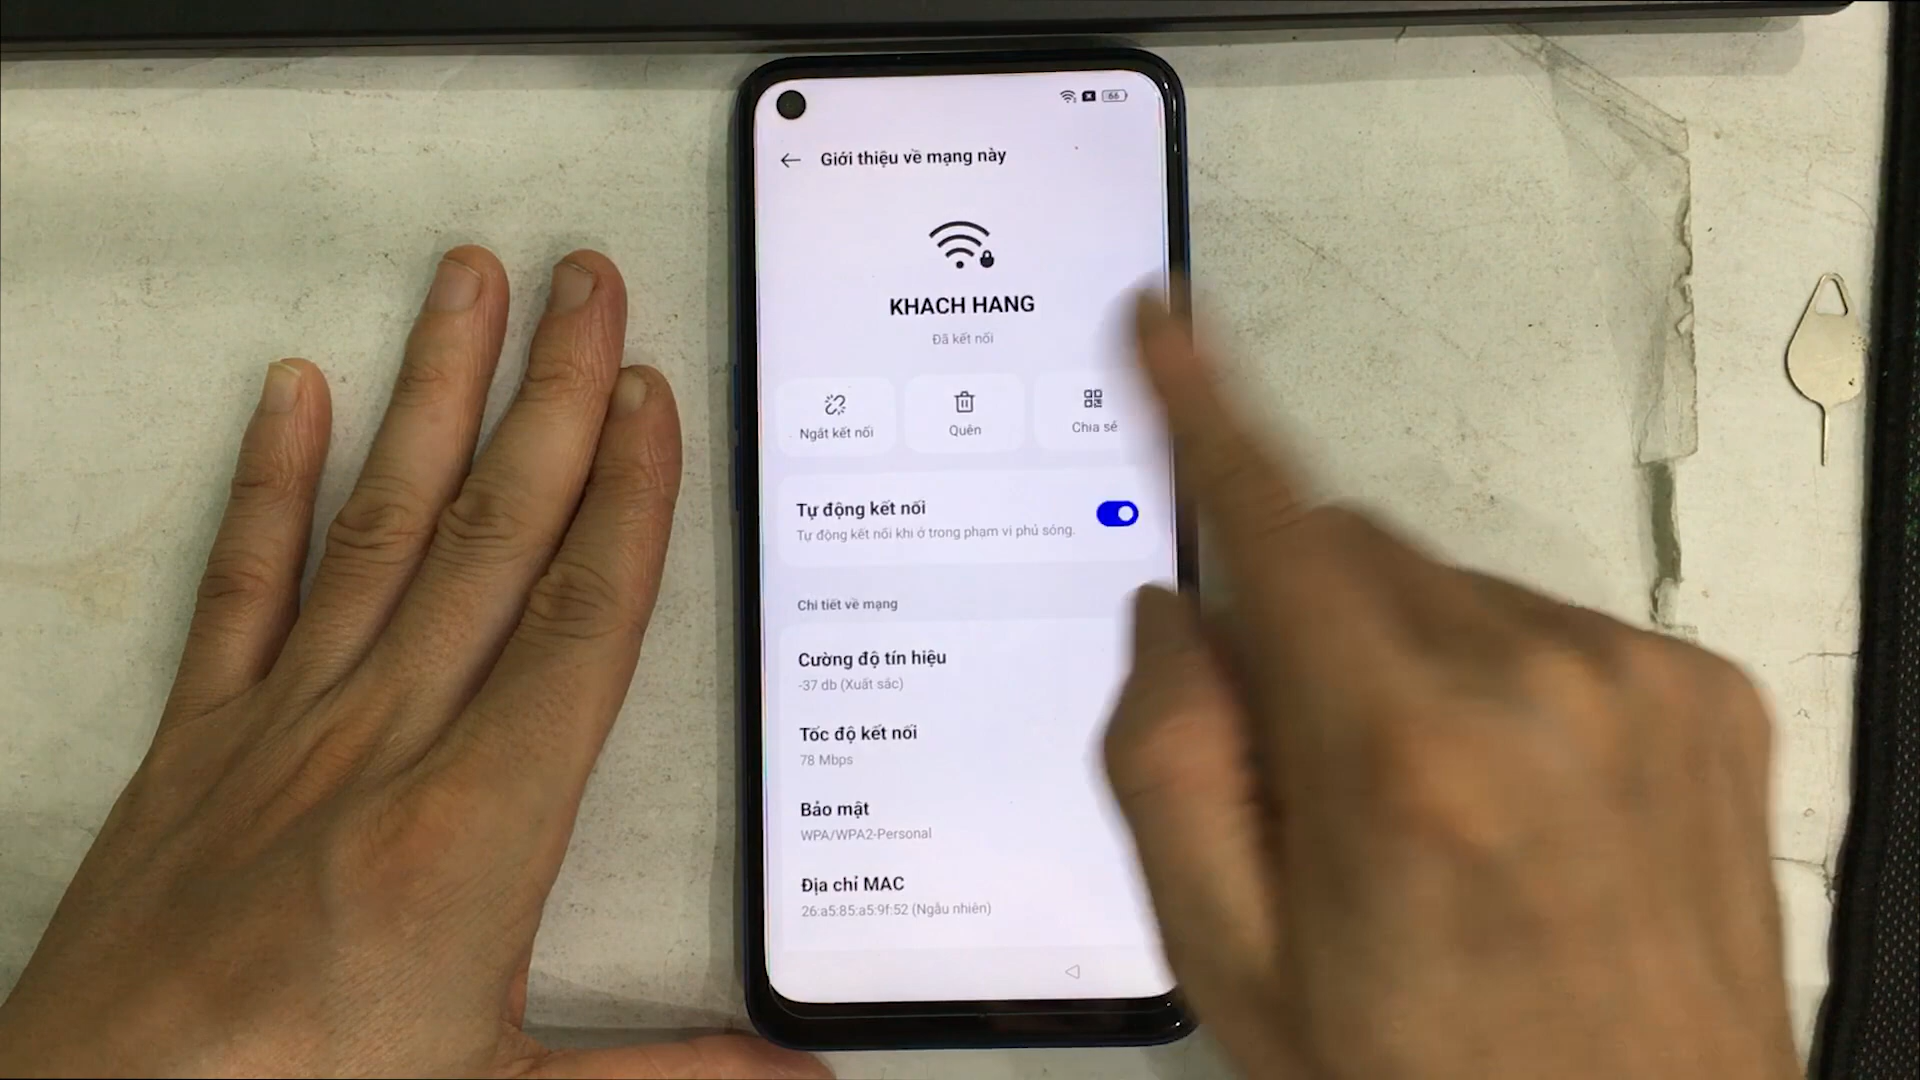 66
Giới thiệu về mạng này
KHACH HANG
Đã kết nối
Ngắt kết nối
Quên
Chia sẻ
Tự động kết nối
Tự động kết nối khi ở trong phạm vi phủ sóng.
Chi tiết về mạng
Cường độ tín hiệu
-37 db (Xuất sắc)
Tốc độ kết nối
78 Mbps
Bảo mật
WPA/WPA2-Personal
Địa chỉ MAC
26:a5:85:a5:9f:52 (Ngẫu nhiên)